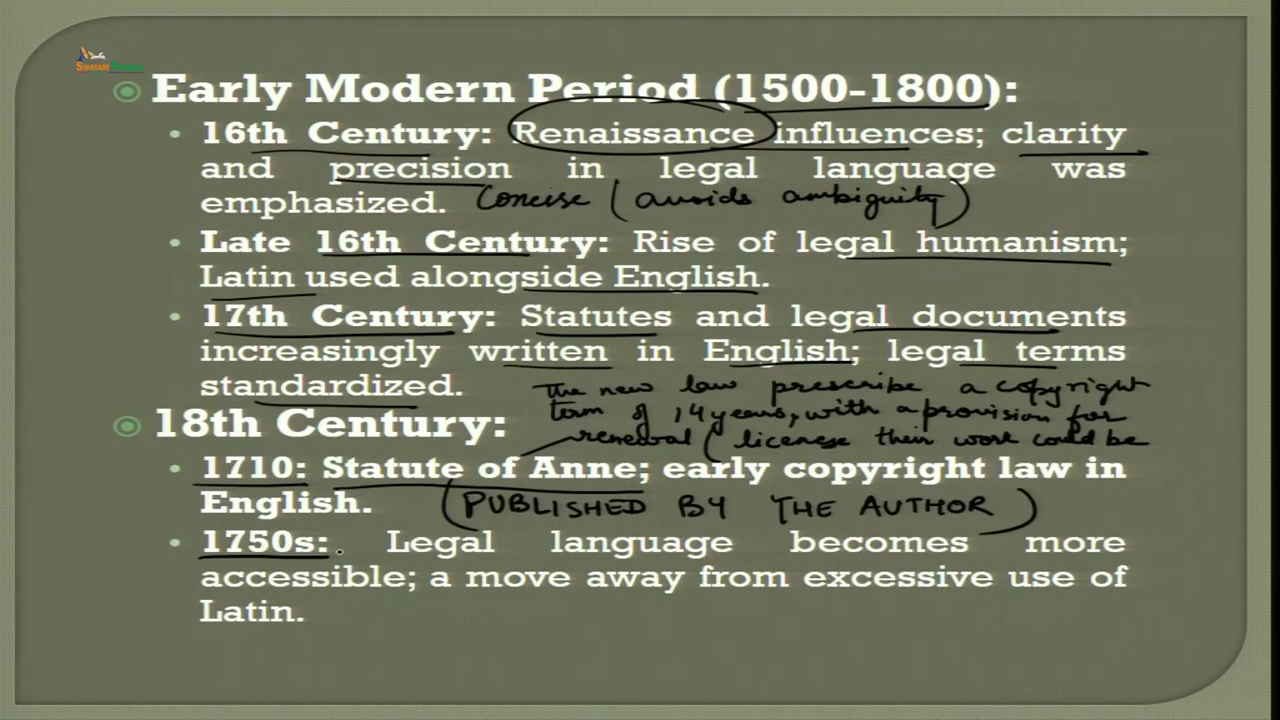 SWAYAM PRABHA
Early Modern Period (1500-1800):
16th Century: Renaissance influences; clarity
and precision in legal language was
emphasized. Concise (avoids ambiguity)
Late 16th Century: Rise of legal humanism;
Latin used alongside English.
17th Century: Statutes and legal documents
increasingly written in English; legal terms
standardized. The new law prescribe a copyright
term of 14 years, with a provision for
18th Century: renewal ( license their work could be
1710: Statute of Anne; early copyright law in
English. (PUBLISHED BY THE AUTHOR)
1750s: Legal language becomes more
accessible; a move away from excessive use of
Latin.